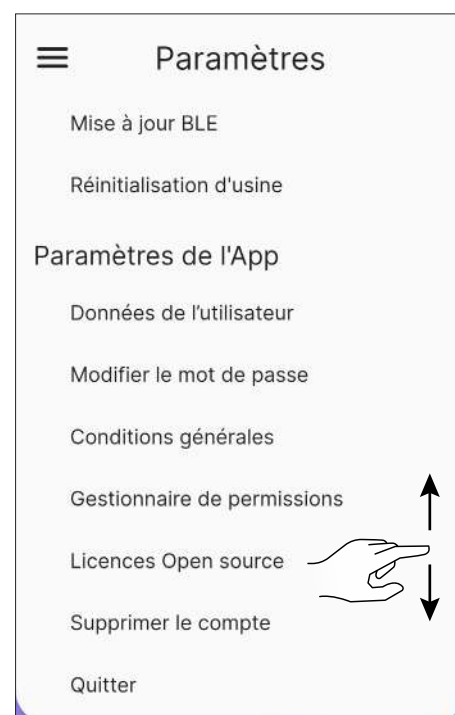 Paramètres
Mise à jour BLE
Réinitialisation d'usine
Paramètres de l'App
Données de l'utilisateur
Modifier le mot de passe
Conditions générales
Gestionnaire de permissions
Licences Open source
Supprimer le compte
Quitter